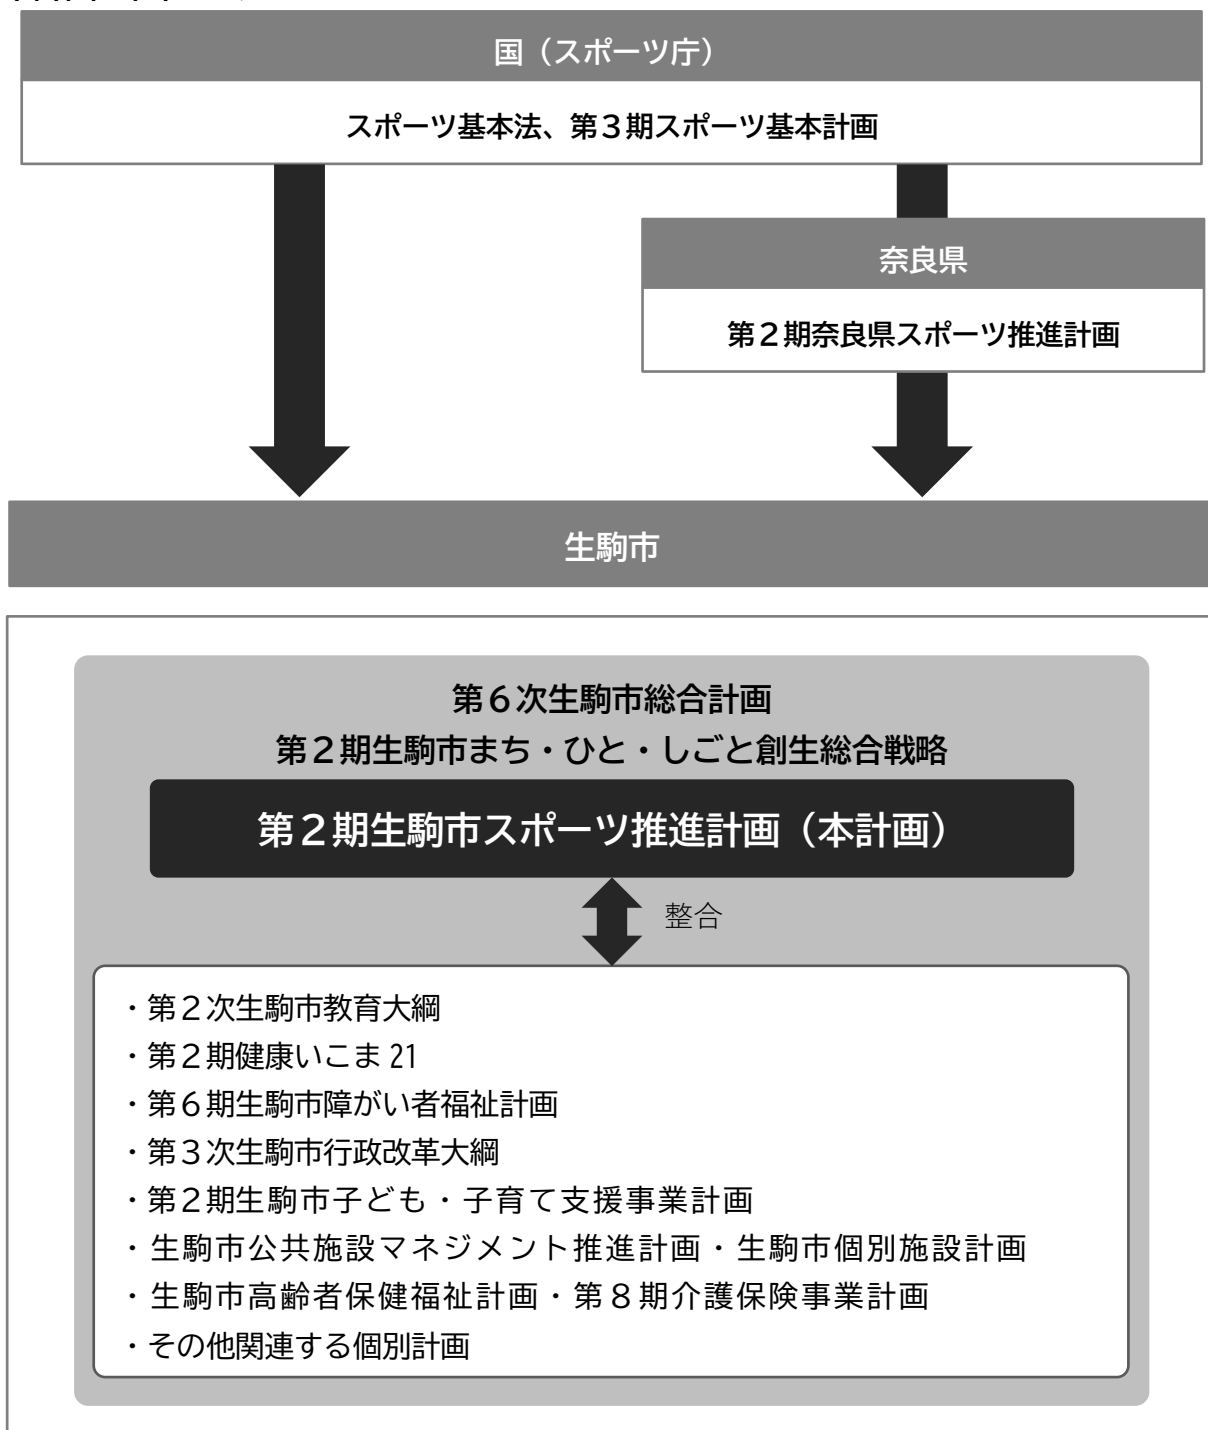 国（スポーツ庁）
スポーツ基本法、第３期スポーツ基本計画
奈良県
第２期奈良県スポーツ推進計画
生駒市
第６次生駒市総合計画
第２期生駒市まち・ひと・しごと創生総合戦略
第２期生駒市スポーツ推進計画（本計画）
整合
・第２次生駒市教育大綱
・第２期健康いこま 21
・第６期生駒市障がい者福祉計画
・第３次生駒市行政改革大綱
・第２期生駒市子ども・子育て支援事業計画
・生駒市公共施設マネジメント推進計画・生駒市個別施設計画
・生駒市高齢者保健福祉計画・第８期介護保険事業計画
・その他関連する個別計画